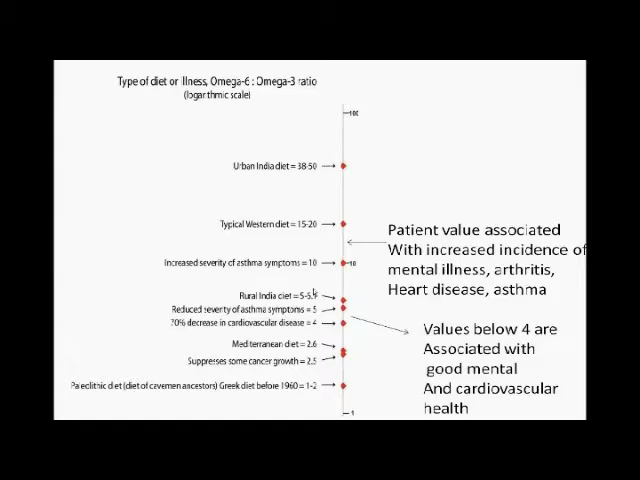 Type of diet or illness, Omega-6 : Omega-3 ratio
(logarithmic scale)
100
Urban India diet = 38-50
Typical Western diet = 15-20
Patient value associated
With increased incidence of
mental illness, arthritis,
Heart disease, asthma
Increased severity of asthma symptoms = 10
10
Rural India diet = 5-6.1
Reduced severity of asthma symptoms = 5
70% decrease in cardiovascular disease = 4
Values below 4 are
Associated with
good mental
And cardiovascular
health
Mediterranean diet = 2.6
Suppresses some cancer growth = 2.5
Paleolithic diet (diet of cavemen ancestors) Greek diet before 1960 = 1-2
1